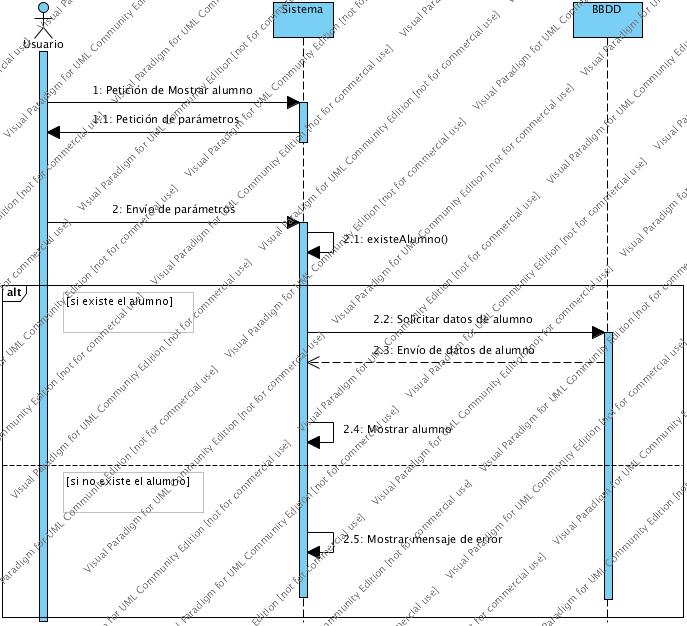 Sistema
BBDD
Usuario
1: Petición de Mostrar alumno
1.1: Petición de parámetros
2: Envío de parámetros
2.1: existeAlumno()
alt
[si existe el alumno]
2.2: Solicitar datos de alumno
2.3: Envío de datos de alumno
2.4: Mostrar alumno
[si no existe el alumno]
2.5: Mostrar mensaje de error
Visual Paradigm for UML Community Edition [not for commercial use]